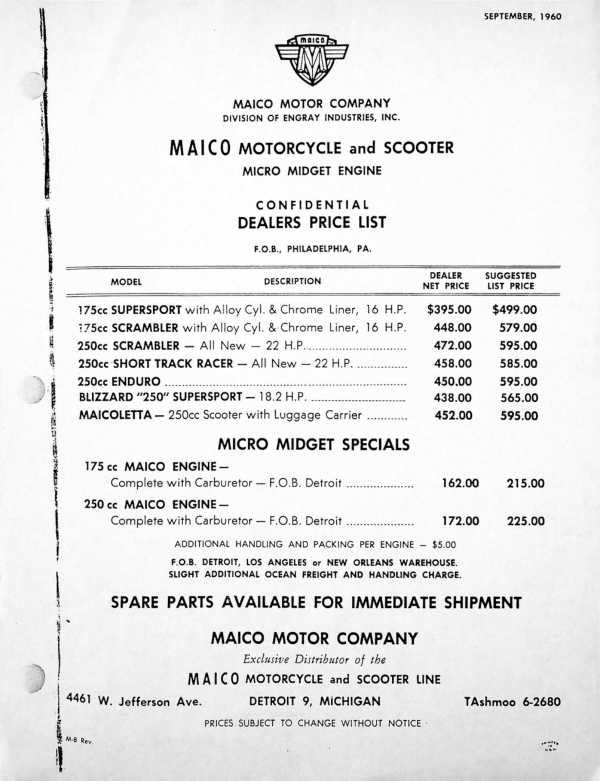 SEPTEMBER, 1960
MAICO
M
MAICO MOTOR COMPANY
DIVISION OF ENGRAY INDUSTRIES, INC.
MAICO MOTORCYCLE and SCOOTER
MICRO MIDGET ENGINE
CONFIDENTIAL
DEALERS PRICE LIST
F.O.B., PHILADELPHIA, PA.
MODEL DESCRIPTION DEALER NET PRICE SUGGESTED LIST PRICE
175cc SUPERSPORT with Alloy Cyl. & Chrome Liner, 16 H.P. $395.00 $499.00
175cc SCRAMBLER with Alloy Cyl. & Chrome Liner, 16 H.P. 448.00 579.00
250cc SCRAMBLER — All New — 22 H.P. 472.00 595.00
250cc SHORT TRACK RACER — All New — 22 H.P. 458.00 585.00
250cc ENDURO 450.00 595.00
BLIZZARD "250" SUPERSPORT — 18.2 H.P. 438.00 565.00
MAICOLETTA — 250cc Scooter with Luggage Carrier 452.00 595.00
MICRO MIDGET SPECIALS
175 cc MAICO ENGINE —
Complete with Carburetor — F.O.B. Detroit 162.00 215.00
250 cc MAICO ENGINE —
Complete with Carburetor — F.O.B. Detroit 172.00 225.00
ADDITIONAL HANDLING AND PACKING PER ENGINE — $5.00
F.O.B. DETROIT, LOS ANGELES or NEW ORLEANS WAREHOUSE.
SLIGHT ADDITIONAL OCEAN FREIGHT AND HANDLING CHARGE.
SPARE PARTS AVAILABLE FOR IMMEDIATE SHIPMENT
MAICO MOTOR COMPANY
Exclusive Distributor of the
MAICO MOTORCYCLE and SCOOTER LINE
4461 W. Jefferson Ave. DETROIT 9, MICHIGAN TAshmoo 6-2680
PRICES SUBJECT TO CHANGE WITHOUT NOTICE
M-8 Rev.